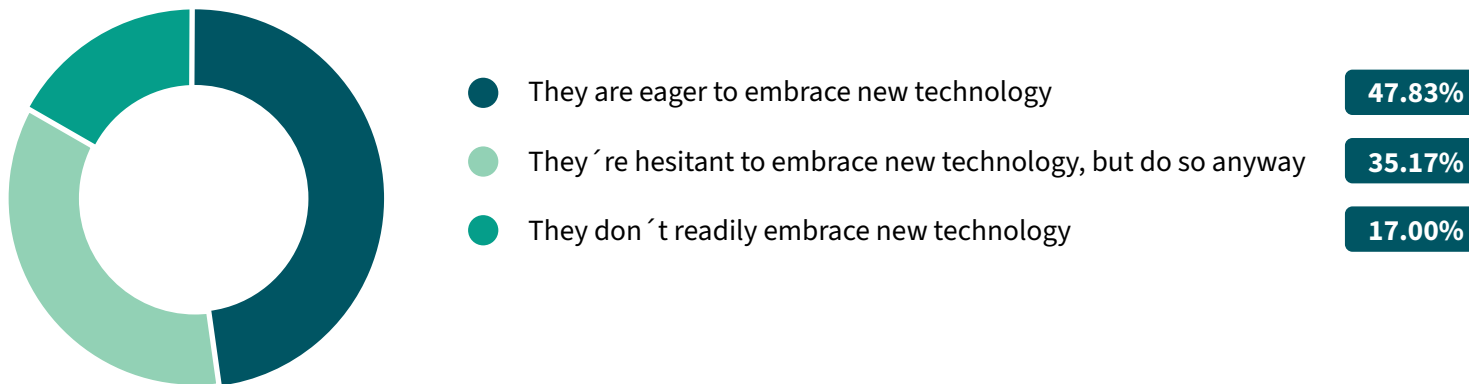 They are eager to embrace new technology 47.83%
They´re hesitant to embrace new technology, but do so anyway 35.17%
They don´t readily embrace new technology 17.00%